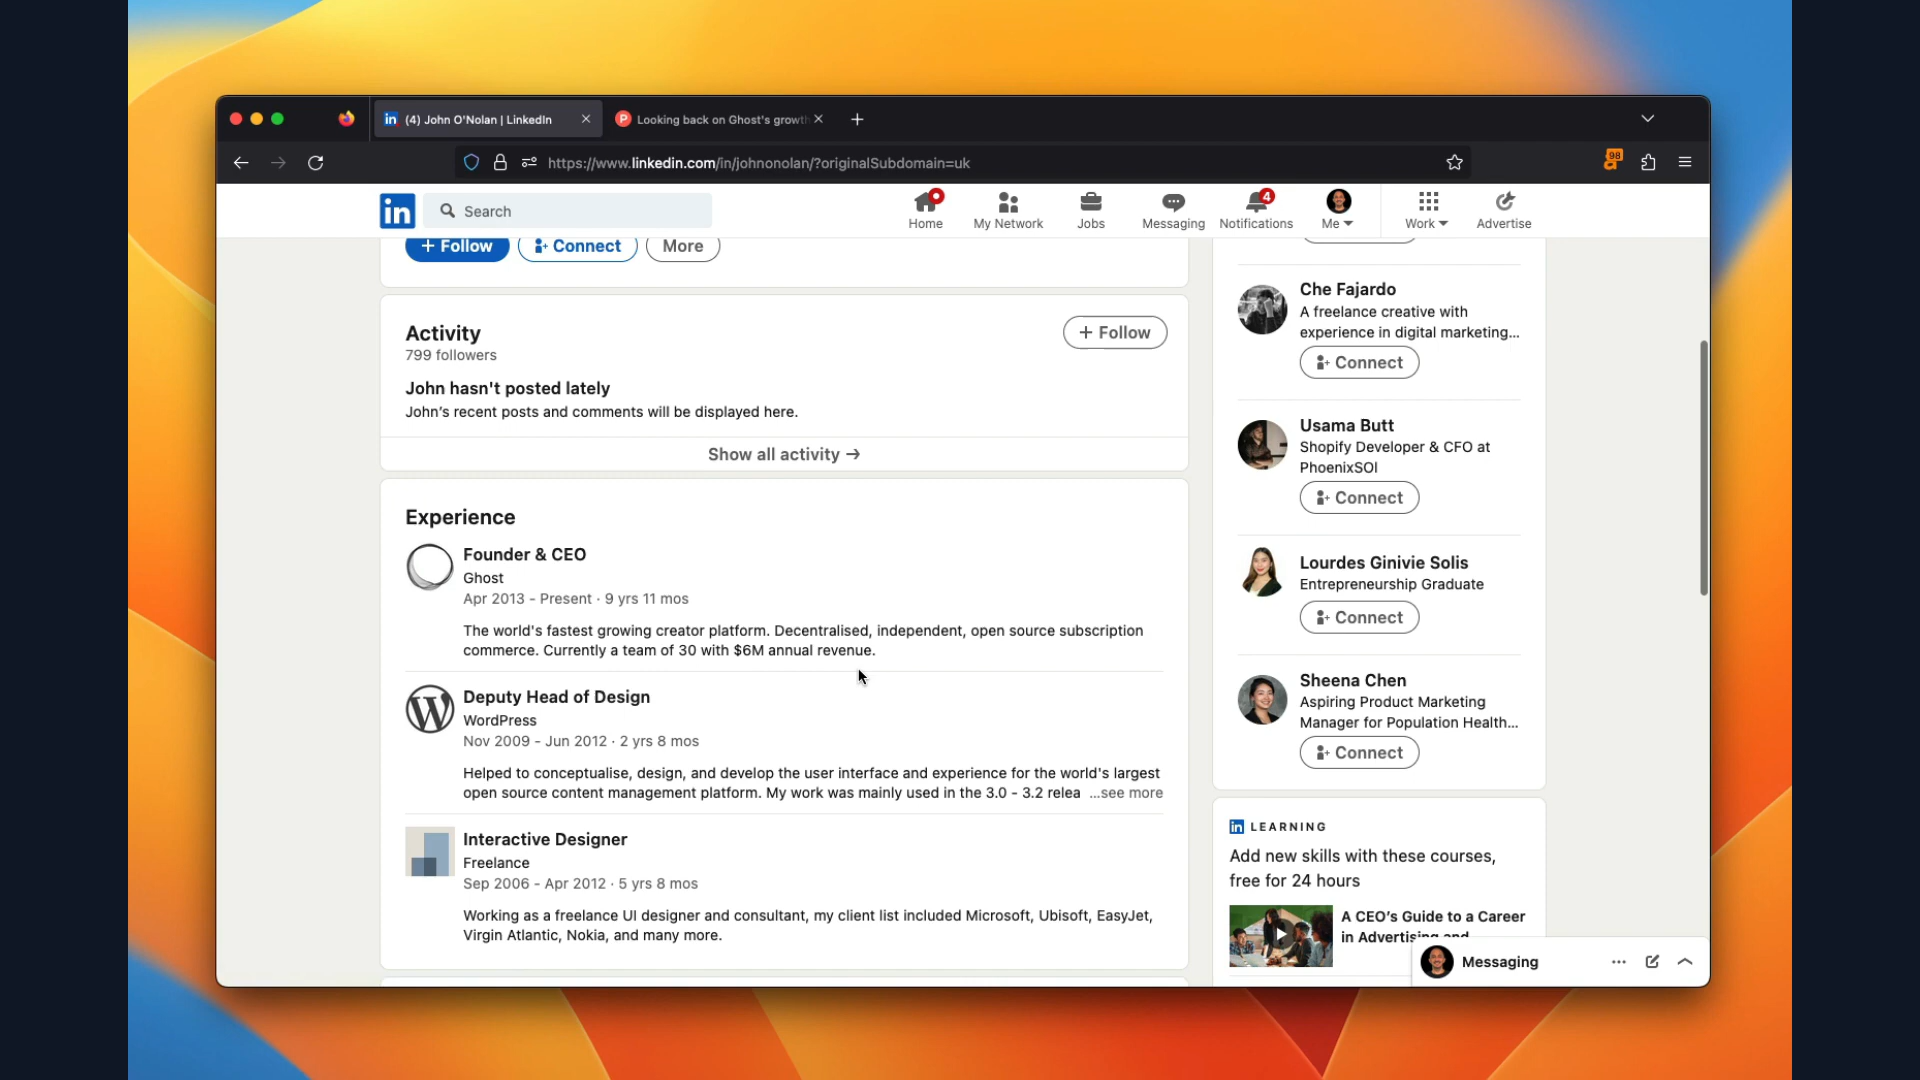 (4) John O'Nolan | LinkedIn
Looking back on Ghost's growth
https://www.linkedin.com/in/johnonolan/?originalSubdomain=uk
98
in
Search
Home
My Network
Jobs
Messaging
4
Notifications
Me
Work
Advertise
+ Follow
Connect
More
Activity
799 followers
+ Follow
John hasn't posted lately
John's recent posts and comments will be displayed here.
Show all activity →
Experience
Founder & CEO
Ghost
Apr 2013 - Present · 9 yrs 11 mos
The world's fastest growing creator platform. Decentralised, independent, open source subscription
commerce. Currently a team of 30 with $6M annual revenue.
Deputy Head of Design
WordPress
Nov 2009 - Jun 2012 · 2 yrs 8 mos
Helped to conceptualise, design, and develop the user interface and experience for the world's largest
open source content management platform. My work was mainly used in the 3.0 - 3.2 relea ...see more
Interactive Designer
Freelance
Sep 2006 - Apr 2012 · 5 yrs 8 mos
Working as a freelance UI designer and consultant, my client list included Microsoft, Ubisoft, EasyJet,
Virgin Atlantic, Nokia, and many more.
Che Fajardo
A freelance creative with
experience in digital marketing...
Connect
Usama Butt
Shopify Developer & CFO at
PhoenixSOl
Connect
Lourdes Ginivie Solis
Entrepreneurship Graduate
Connect
Sheena Chen
Aspiring Product Marketing
Manager for Population Health...
Connect
in LEARNING
Add new skills with these courses,
free for 24 hours
A CEO's Guide to a Career
in Advertising and
Messaging